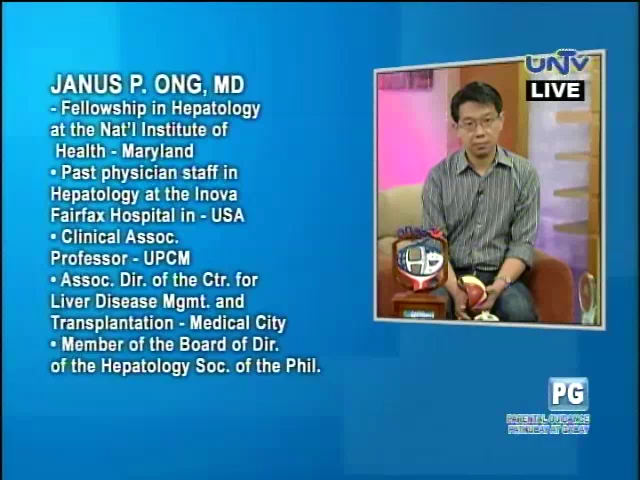 JANUS P. ONG, MD
- Fellowship in Hepatology
at the Nat'l Institute of
Health - Maryland
• Past physician staff in
Hepatology at the Inova
Fairfax Hospital in - USA
• Clinical Assoc.
Professor - UPCM
• Assoc. Dir. of the Ctr. for
Liver Disease Mgmt. and
Transplantation - Medical City
• Member of the Board of Dir.
of the Hepatology Soc. of the Phil.
UNTV
LIVE
PG
PARENTAL GUIDANCE
PATNUBAY AT GABAY